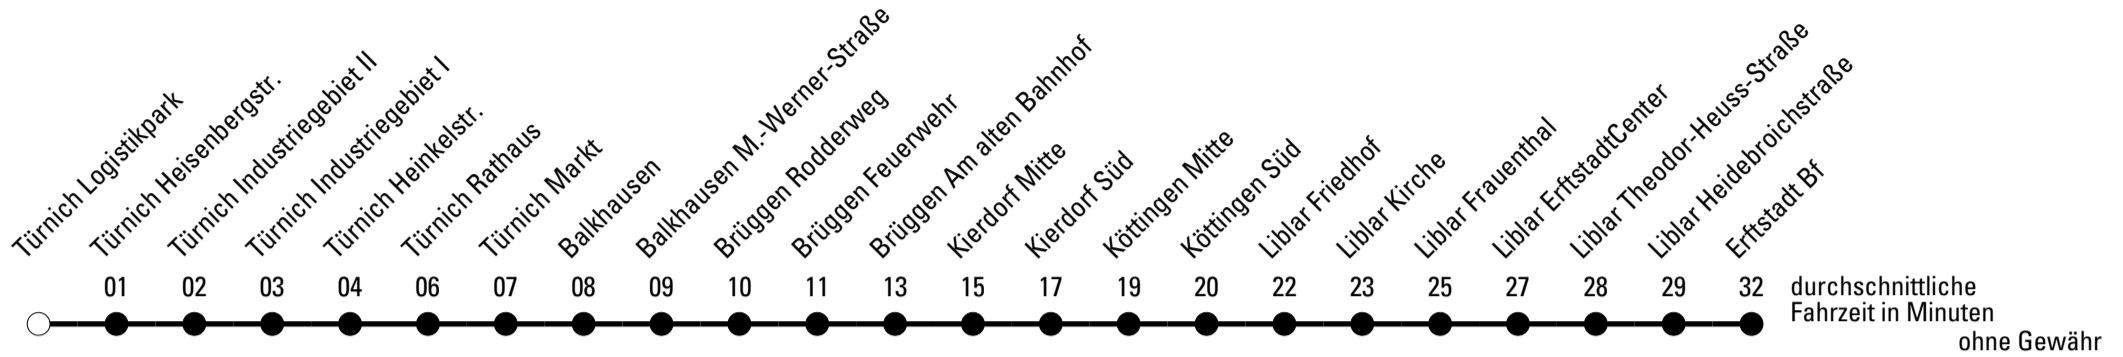 Türnich Logistikpark
Türnich Heisenbergstr.
Türnich Industriegebiet II
Türnich Industriegebiet I
Türnich Heinkelstr.
Türnich Rathaus
Türnich Markt
Balkhausen
Balkhausen M.-Werner-Straße
Brüggen Rodderweg
Brüggen Feuerwehr
Brüggen Am alten Bahnhof
Kierdorf Mitte
Kierdorf Süd
Köttingen Mitte
Köttingen Süd
Liblar Friedhof
Liblar Kirche
Liblar Frauenthal
Liblar ErftstadtCenter
Liblar Theodor-Heuss-Straße
Liblar Heidebroichstraße
Erftstadt Bf
01 02 03 04 06 07 08 09 10 11 13 15 17 19 20 22 23 25 27 28 29 32 durchschnittliche
Fahrzeit in Minuten
ohne Gewähr